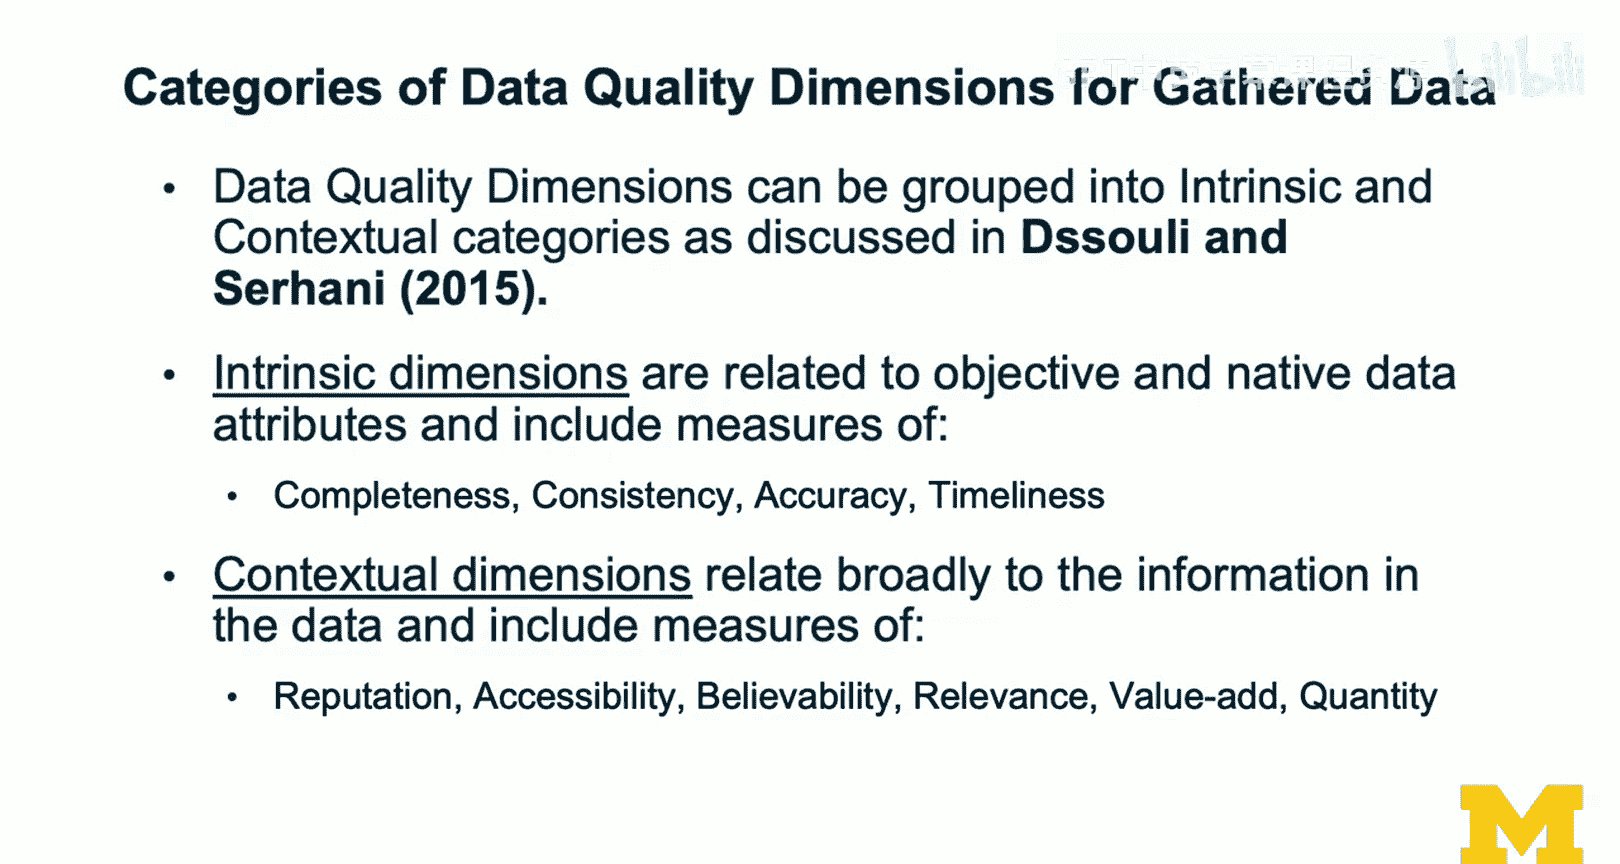 Categories of Data Quality Dimensions for Gathered Data
• Data Quality Dimensions can be grouped into Intrinsic and
Contextual categories as discussed in Dssouli and
Serhani (2015).
• Intrinsic dimensions are related to objective and native data
attributes and include measures of:
• Completeness, Consistency, Accuracy, Timeliness
• Contextual dimensions relate broadly to the information in
the data and include measures of:
• Reputation, Accessibility, Believability, Relevance, Value-add, Quantity
bilibili
M